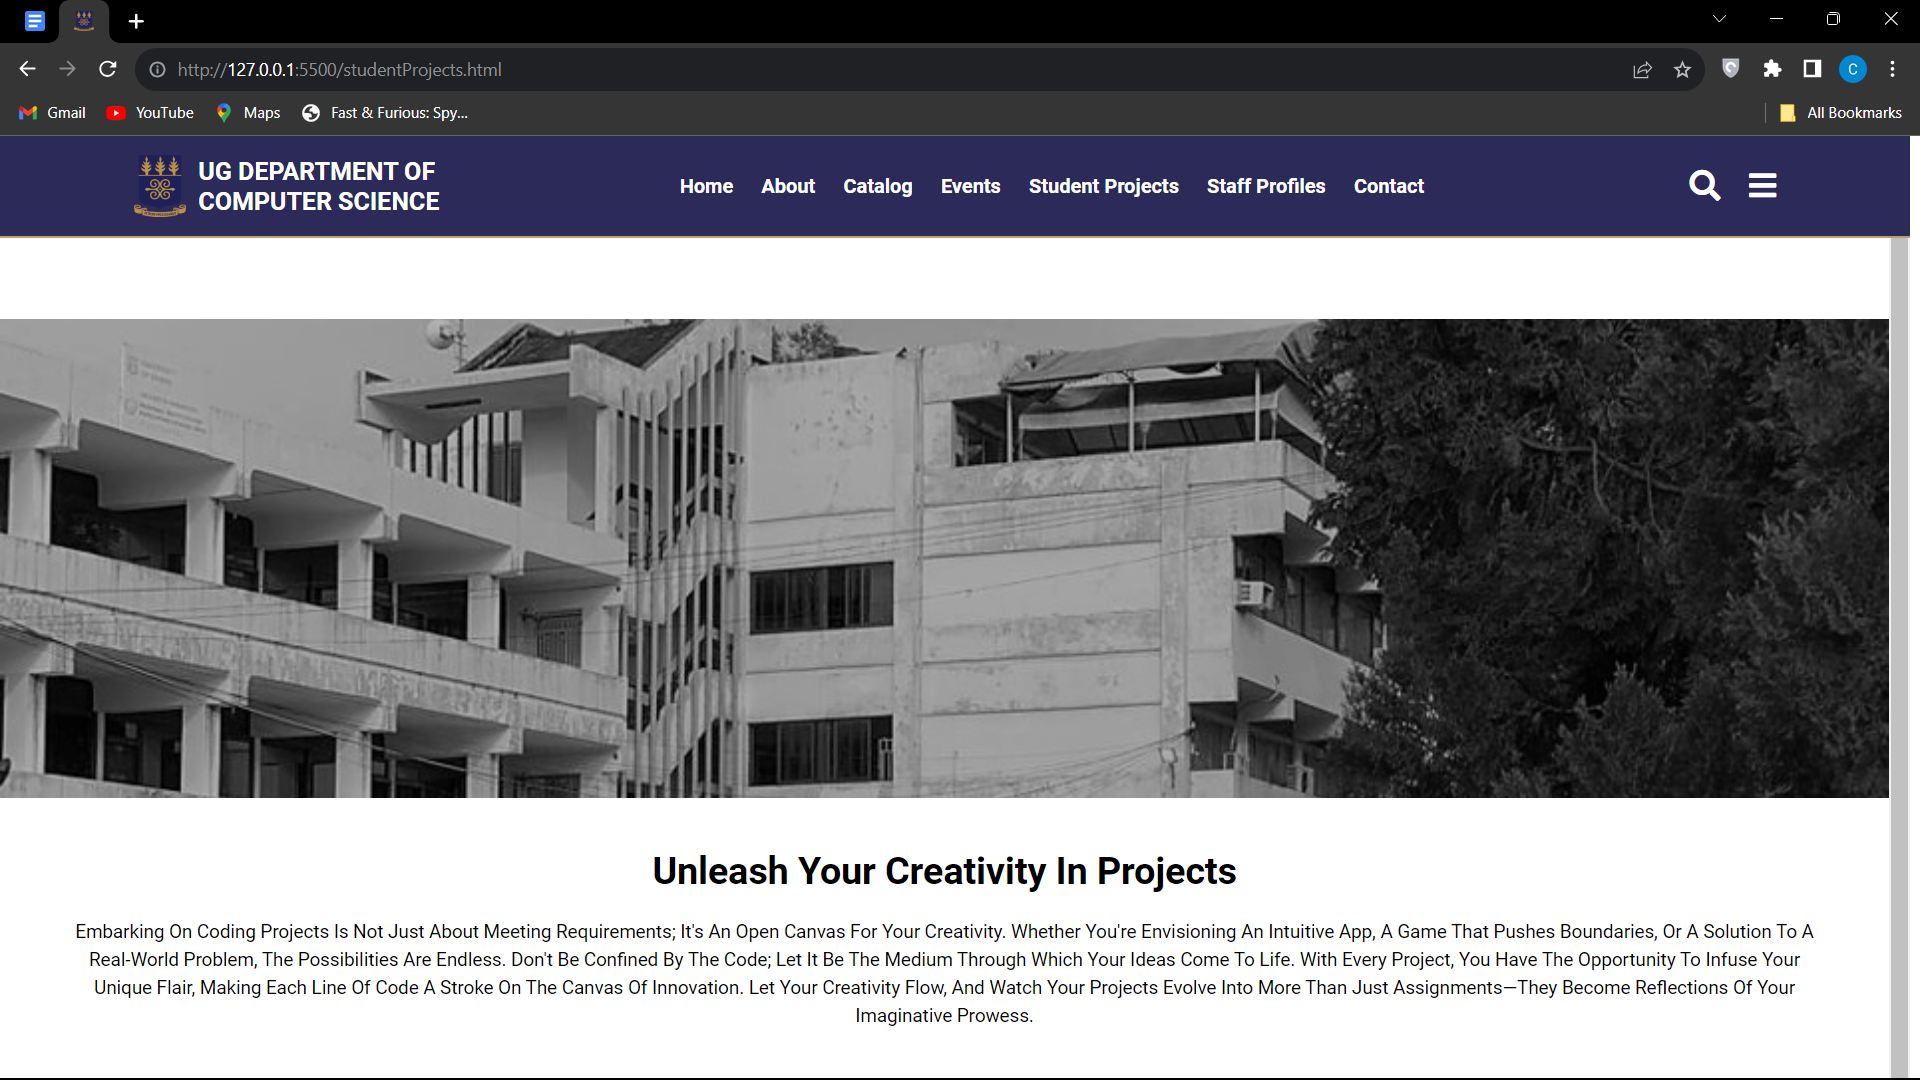 http://127.0.0.1:5500/studentProjects.html
C
Gmail YouTube Maps Fast & Furious: Spy... All Bookmarks
UG DEPARTMENT OF
COMPUTER SCIENCE
Home About Catalog Events Student Projects Staff Profiles Contact
Unleash Your Creativity In Projects
Embarking On Coding Projects Is Not Just About Meeting Requirements; It's An Open Canvas For Your Creativity. Whether You're Envisioning An Intuitive App, A Game That Pushes Boundaries, Or A Solution To A
Real-World Problem, The Possibilities Are Endless. Don't Be Confined By The Code; Let It Be The Medium Through Which Your Ideas Come To Life. With Every Project, You Have The Opportunity To Infuse Your
Unique Flair, Making Each Line Of Code A Stroke On The Canvas Of Innovation. Let Your Creativity Flow, And Watch Your Projects Evolve Into More Than Just Assignments—They Become Reflections Of Your
Imaginative Prowess.